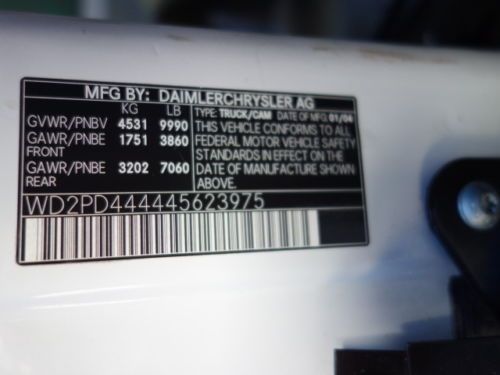 MFG BY: DAIMLERCHRYSLER AG
KG LB
GVWR/PNBV 4531 9990
GAWR/PNBE 1751 3860
FRONT
GAWR/PNBE 3202 7060
REAR
TYPE: TRUCK/CAM DATE OF MFG. 01/04
THIS VEHICLE CONFORMS TO ALL
FEDERAL MOTOR VEHICLE SAFETY
STANDARDS IN EFFECT ON THE
DATE OF MANUFACTURE SHOWN
ABOVE.
WD2PD444445623975